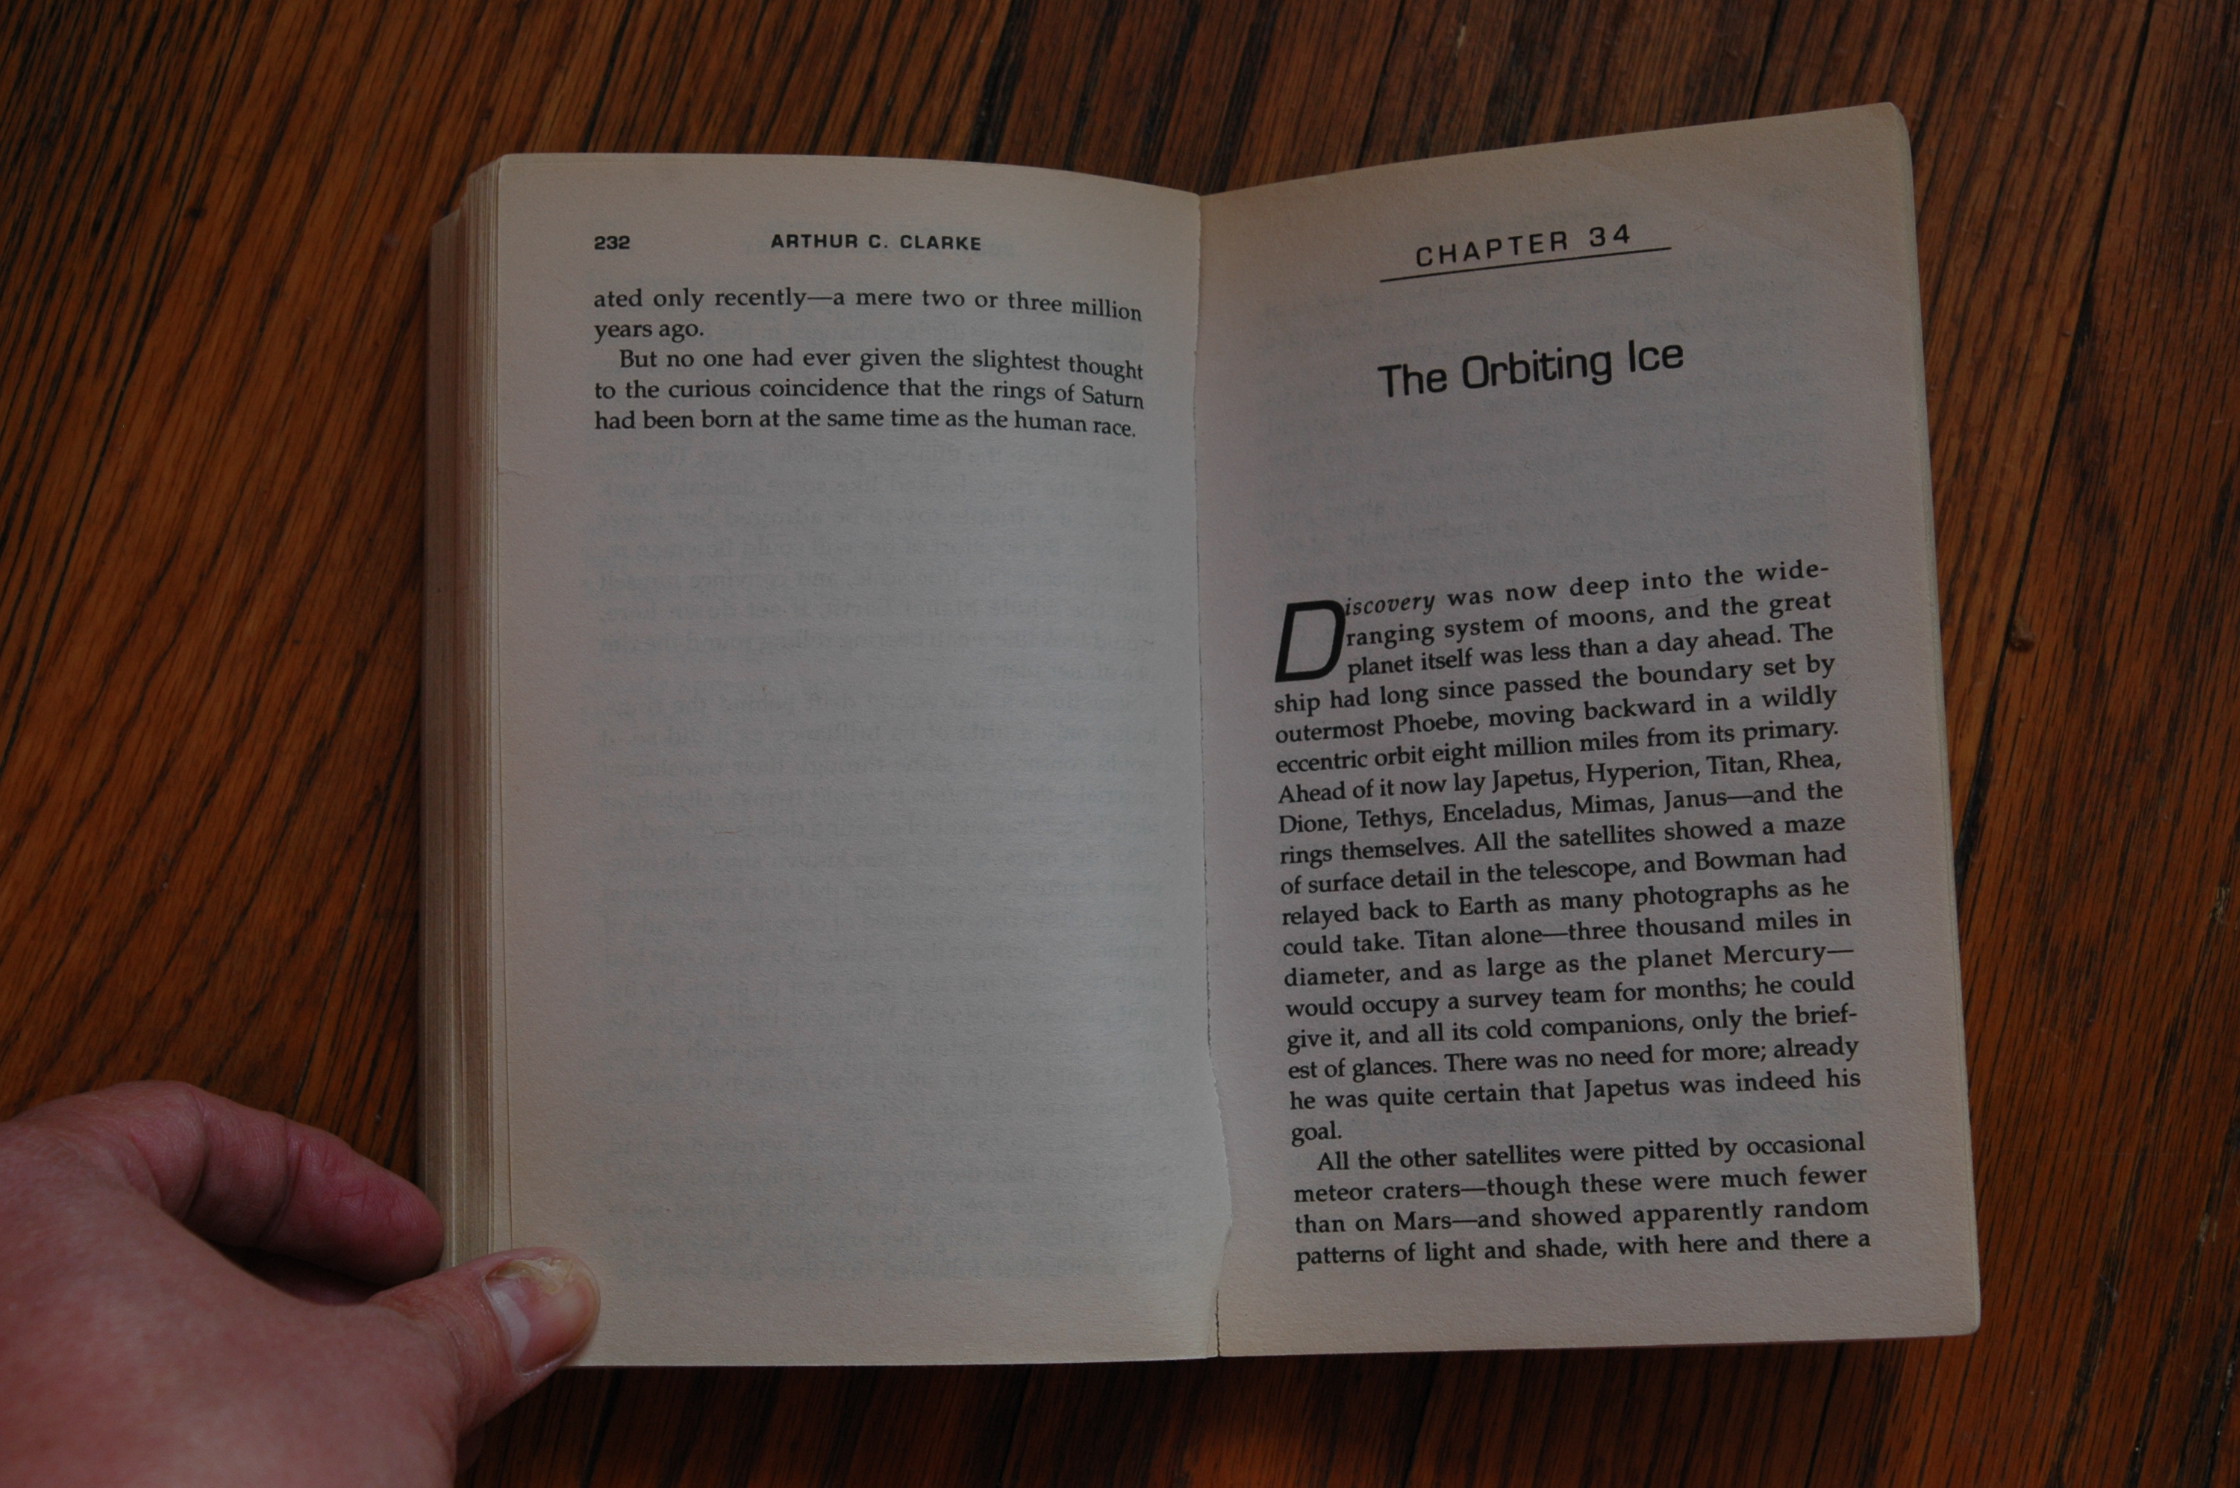 232
ARTHUR C. CLARKE
ated only recently—a mere two or three million
years ago.
But no one had ever given the slightest thought
to the curious coincidence that the rings of Saturn
had been born at the same time as the human race.
CHAPTER 34
The Orbiting Ice
Discovery was now deep into the wide-
ranging system of moons, and the great
planet itself was less than a day ahead. The
ship had long since passed the boundary set by
outermost Phoebe, moving backward in a wildly
eccentric orbit eight million miles from its primary.
Ahead of it now lay Japetus, Hyperion, Titan, Rhea,
Dione, Tethys, Enceladus, Mimas, Janus—and the
rings themselves. All the satellites showed a maze
of surface detail in the telescope, and Bowman had
relayed back to Earth as many photographs as he
could take. Titan alone—three thousand miles in
diameter, and as large as the planet Mercury—
would occupy a survey team for months; he could
give it, and all its cold companions, only the brief-
est of glances. There was no need for more; already
he was quite certain that Japetus was indeed his
goal.
All the other satellites were pitted by occasional
meteor craters—though these were much fewer
than on Mars—and showed apparently random
patterns of light and shade, with here and there a